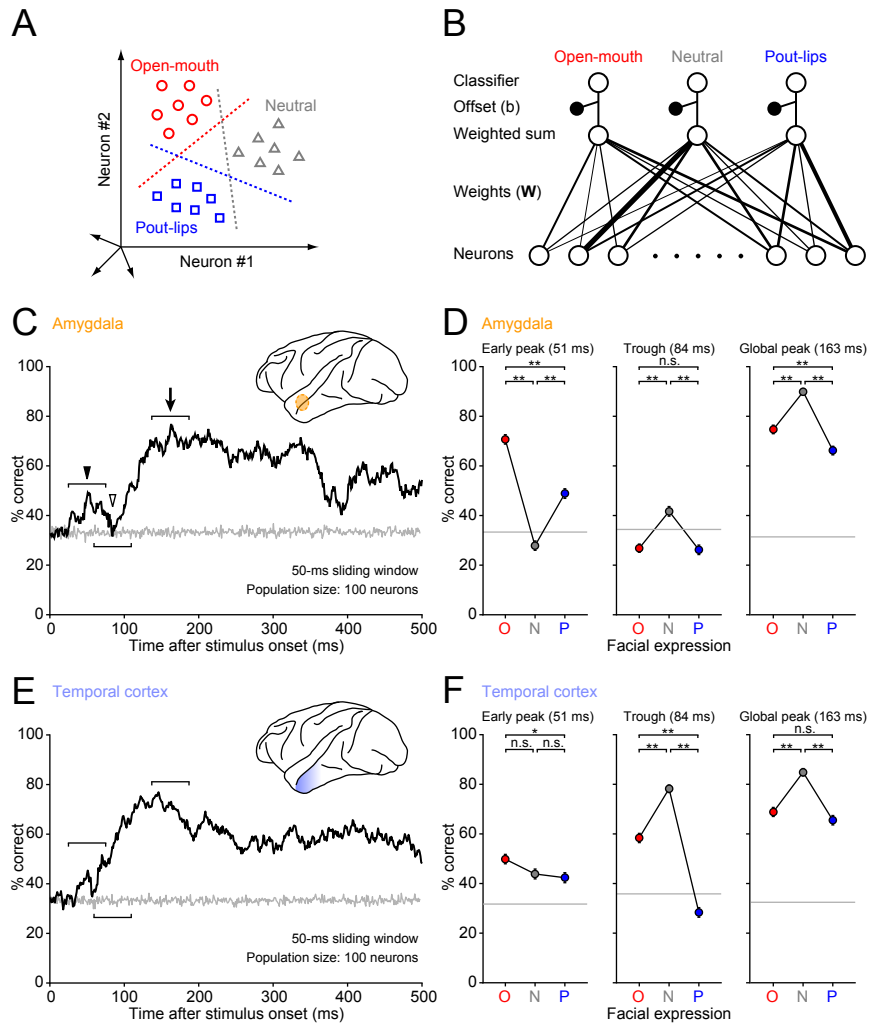 A
Open-mouth
Neutral
Pout-lips
Neuron #2
Neuron #1
B
Open-mouth
Neutral
Pout-lips
Classifier
Offset (b)
Weighted sum
Weights (W)
Neurons
C
Amygdala
100
80
60
40
20
0
% correct
50-ms sliding window
Population size: 100 neurons
0
100
200
300
400
500
Time after stimulus onset (ms)
D
Amygdala
Early peak (51 ms)
Trough (84 ms)
Global peak (163 ms)
**
n.s.
**
** **
** **
** **
100
80
60
40
20
0
% correct
O N P
O N P
O N P
Facial expression
E
Temporal cortex
100
80
60
40
20
0
% correct
50-ms sliding window
Population size: 100 neurons
0
100
200
300
400
500
Time after stimulus onset (ms)
F
Temporal cortex
Early peak (51 ms)
Trough (84 ms)
Global peak (163 ms)
*
**
n.s.
n.s. n.s.
** **
** **
100
80
60
40
20
0
% correct
O N P
O N P
O N P
Facial expression